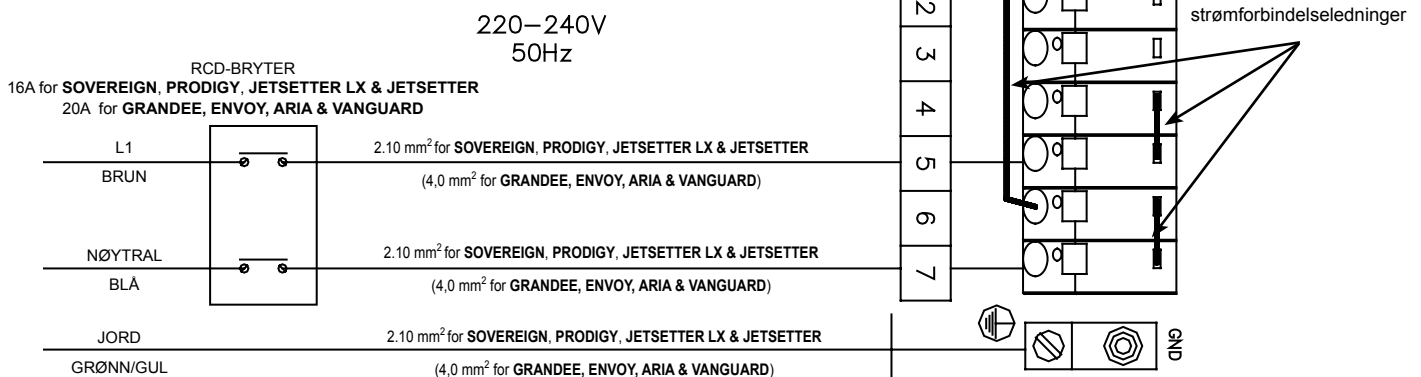 220–240V
50Hz
strømforbindelseledninger
RCD-BRYTER
16A for SOVEREIGN, PRODIGY, JETSETTER LX & JETSETTER
20A for GRANDEE, ENVOY, ARIA & VANGUARD
L1
BRUN
2.10 mm² for SOVEREIGN, PRODIGY, JETSETTER LX & JETSETTER
(4,0 mm² for GRANDEE, ENVOY, ARIA & VANGUARD)
NØYTRAL
BLÅ
2.10 mm² for SOVEREIGN, PRODIGY, JETSETTER LX & JETSETTER
(4,0 mm² for GRANDEE, ENVOY, ARIA & VANGUARD)
JORD
GRØNN/GUL
2.10 mm² for SOVEREIGN, PRODIGY, JETSETTER LX & JETSETTER
(4,0 mm² for GRANDEE, ENVOY, ARIA & VANGUARD)
2
3
4
5
6
7
GND